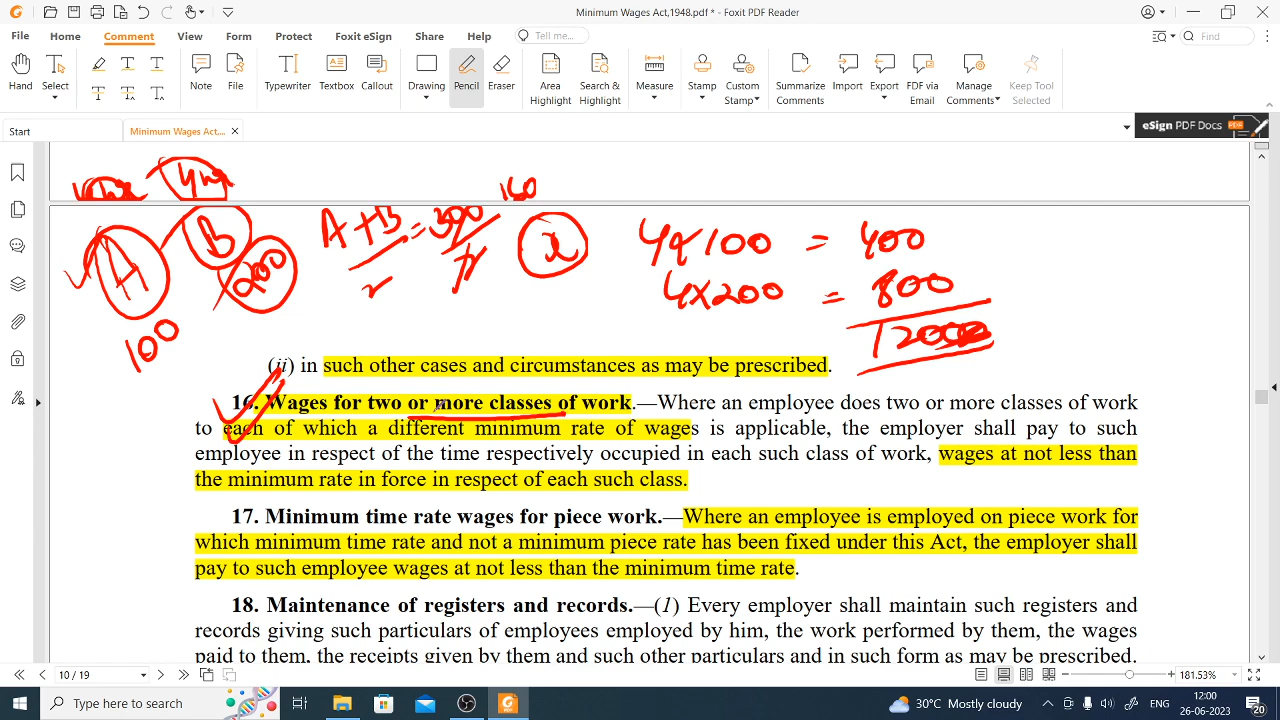 Minimum Wages Act,1948.pdf * - Foxit PDF Reader
File Home Comment View Form Protect Foxit eSign Share Help Tell me... Find
Hand Select Note File Typewriter Textbox Callout Drawing Pencil Eraser Area Highlight Search & Highlight Measure Stamp Custom Stamp Summarize Comments Import Export FDF via Email Manage Comments Keep Tool Selected
Start Minimum Wages Act,... eSign PDF Docs
A B 200 100
A + B = 300
4 x 100 = 400
4 x 200 = 800
(ii) in such other cases and circumstances as may be prescribed.
16. Wages for two or more classes of work.—Where an employee does two or more classes of work
to each of which a different minimum rate of wages is applicable, the employer shall pay to such
employee in respect of the time respectively occupied in each such class of work, wages at not less than
the minimum rate in force in respect of each such class.
17. Minimum time rate wages for piece work.—Where an employee is employed on piece work for
which minimum time rate and not a minimum piece rate has been fixed under this Act, the employer shall
pay to such employee wages at not less than the minimum time rate.
18. Maintenance of registers and records.—(1) Every employer shall maintain such registers and
records giving such particulars of employees employed by him, the work performed by them, the wages
paid to them, the receipts given by them and such other particulars and in such form as may be prescribed.
10 / 19 181.53%
Type here to search 30°C Mostly cloudy ENG 12:00
26-06-2023 20